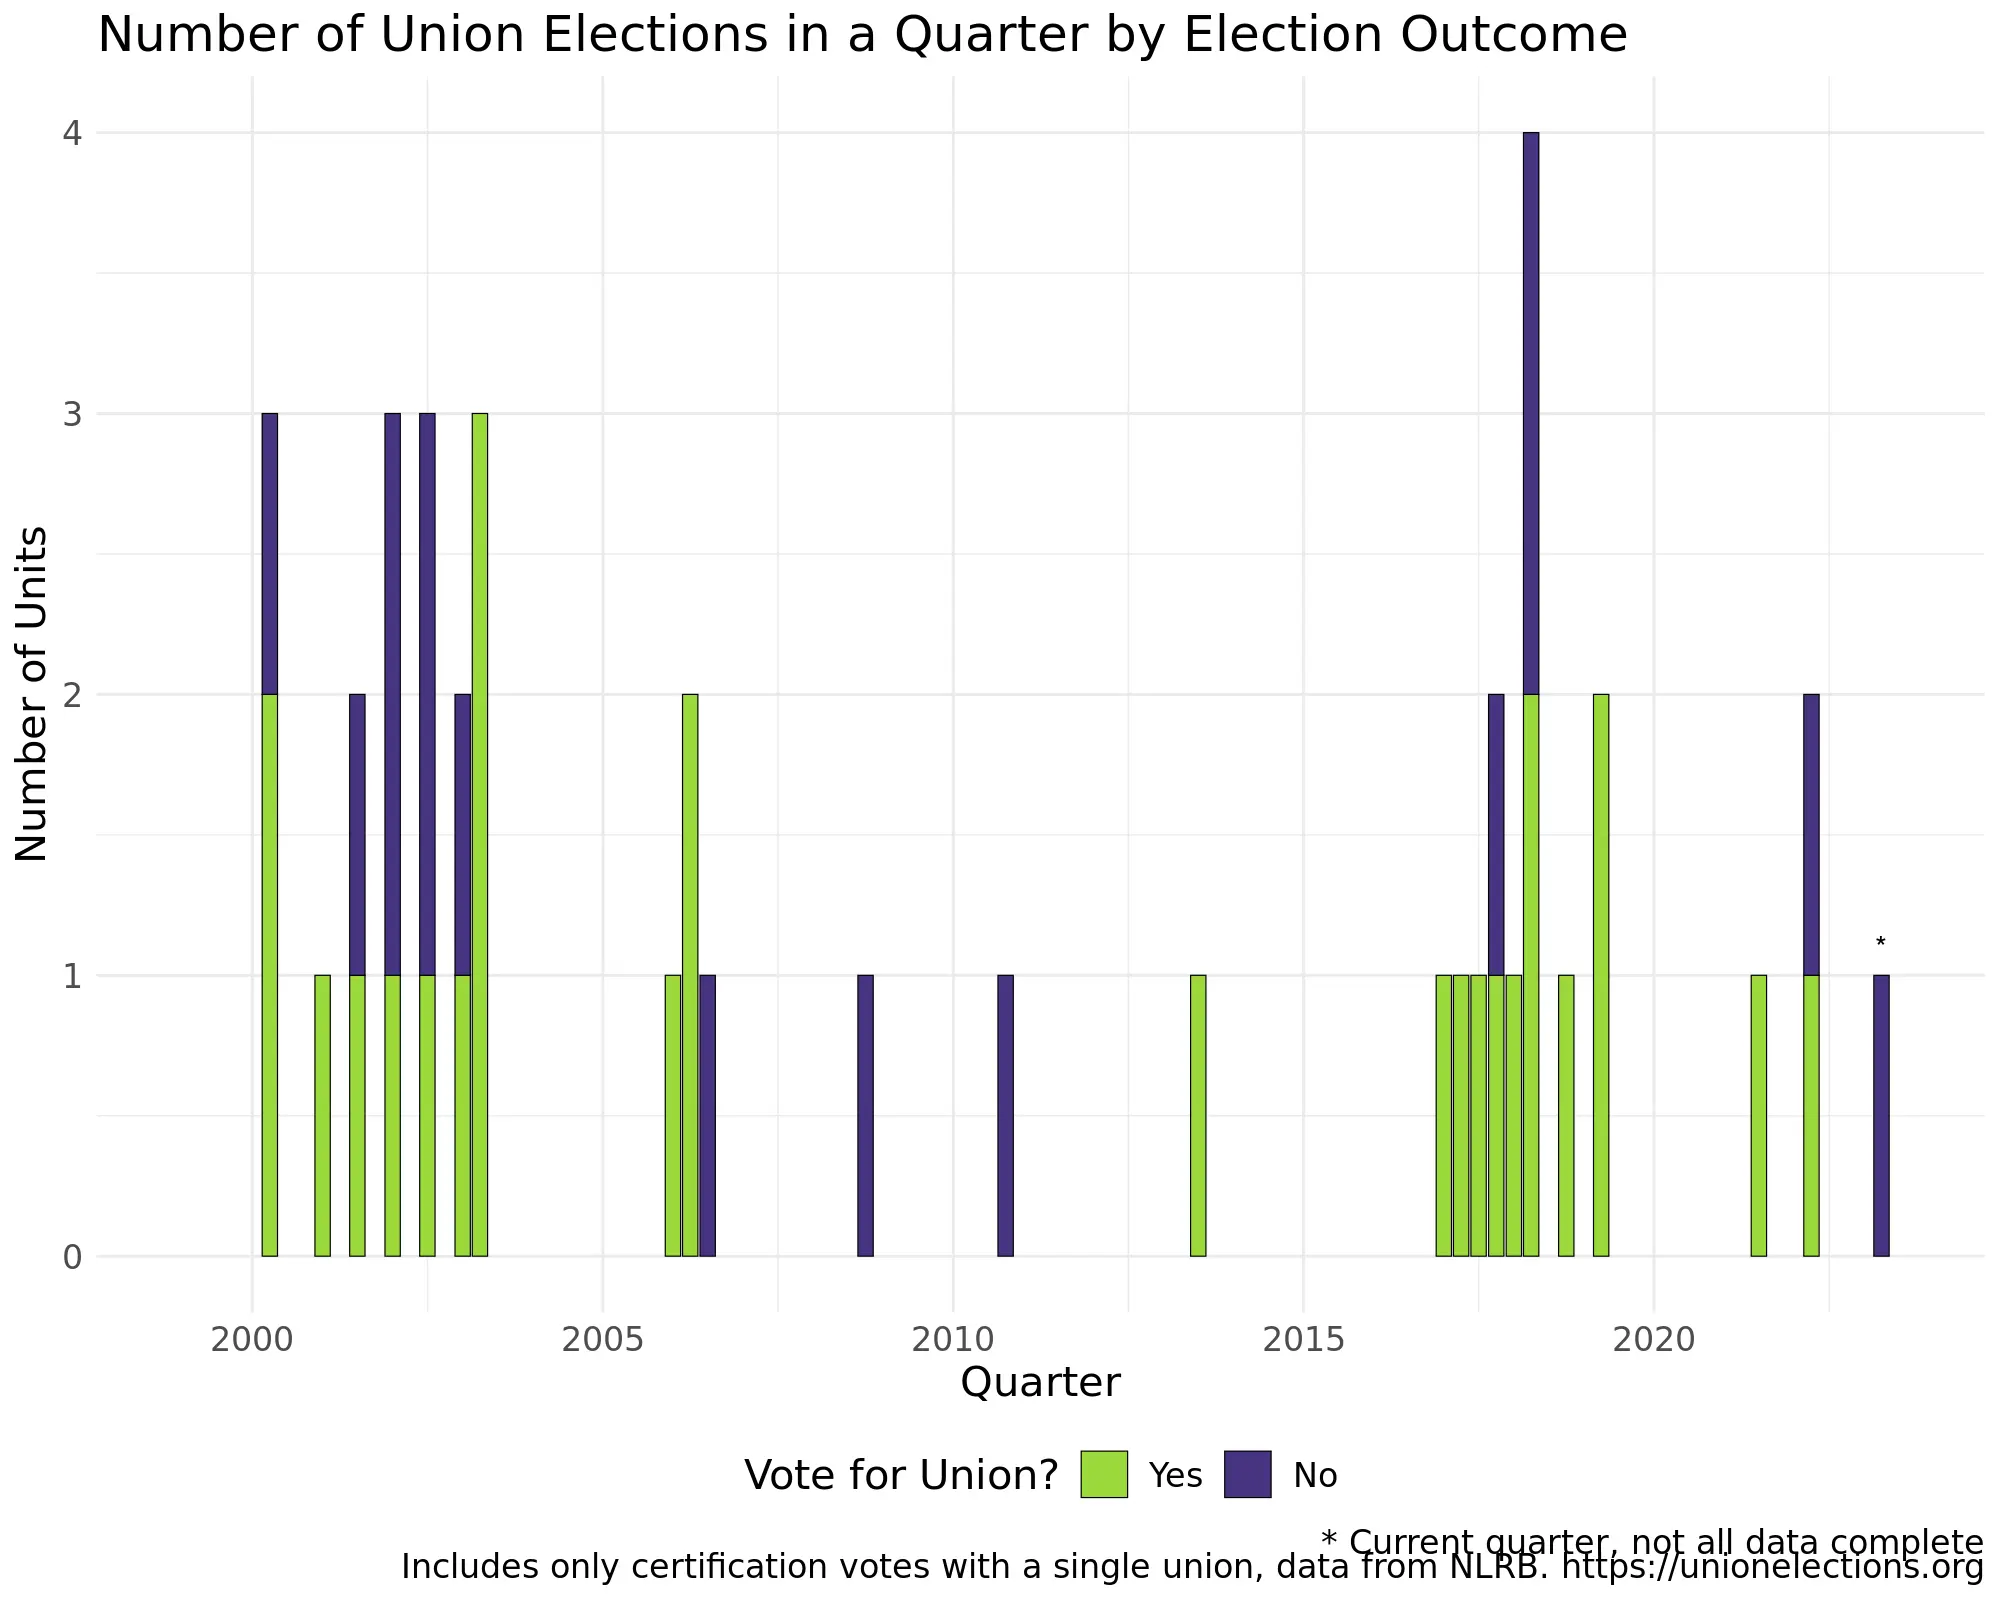 Number of Union Elections in a Quarter by Election Outcome
Number of Units
4
3
2
1
0
*
2000 2005 2010 2015 2020
Quarter
Vote for Union? Yes No
* Current quarter, not all data complete
Includes only certification votes with a single union, data from NLRB. https://unionelections.org